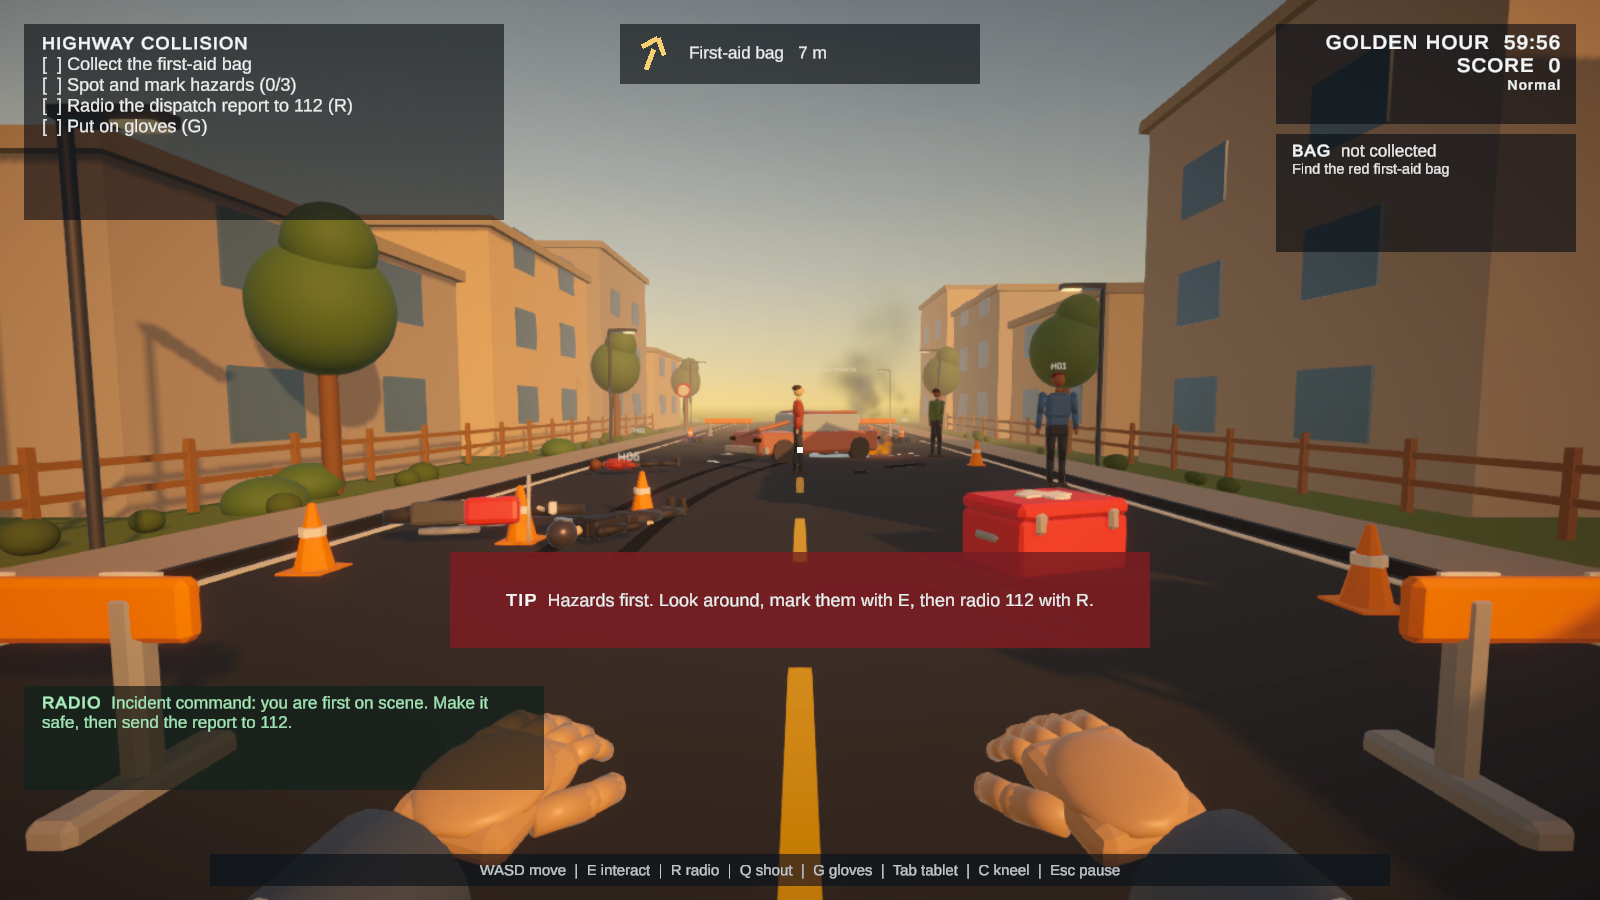 HIGHWAY COLLISION
[ ] Collect the first-aid bag
[ ] Spot and mark hazards (0/3)
[ ] Radio the dispatch report to 112 (R)
[ ] Put on gloves (G)
First-aid bag 7 m
GOLDEN HOUR 59:56
SCORE 0
Normal
BAG not collected
Find the red first-aid bag
H01
H06
TIP Hazards first. Look around, mark them with E, then radio 112 with R.
RADIO Incident command: you are first on scene. Make it
safe, then send the report to 112.
WASD move | E interact | R radio | Q shout | G gloves | Tab tablet | C kneel | Esc pause